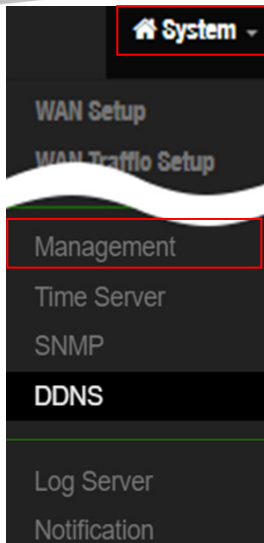 System
WAN Setup
WAN Traffic Setup
Management
Time Server
SNMP
DDNS
Log Server
Notification